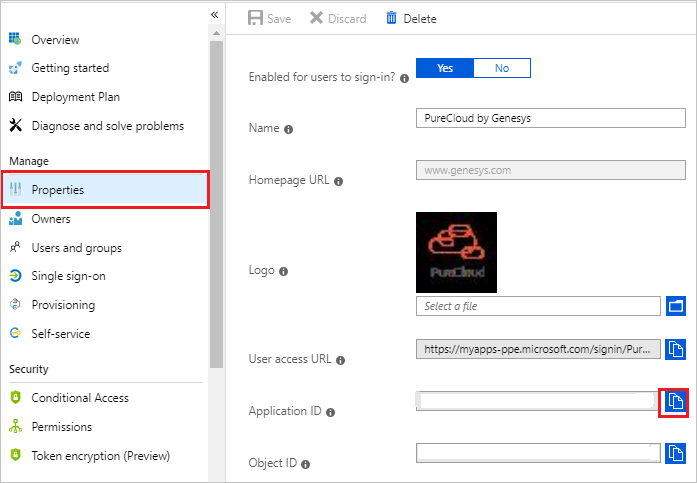 «
Overview
Getting started
Deployment Plan
Diagnose and solve problems
Manage
Properties
Owners
Users and groups
Single sign-on
Provisioning
Self-service
Security
Conditional Access
Permissions
Token encryption (Preview)
Save Discard Delete
Enabled for users to sign-in? Yes No
Name PureCloud by Genesys
Homepage URL www.genesys.com
Logo PureCloud
Select a file
User access URL https://myapps-ppe.microsoft.com/signin/Pur...
Application ID
Object ID